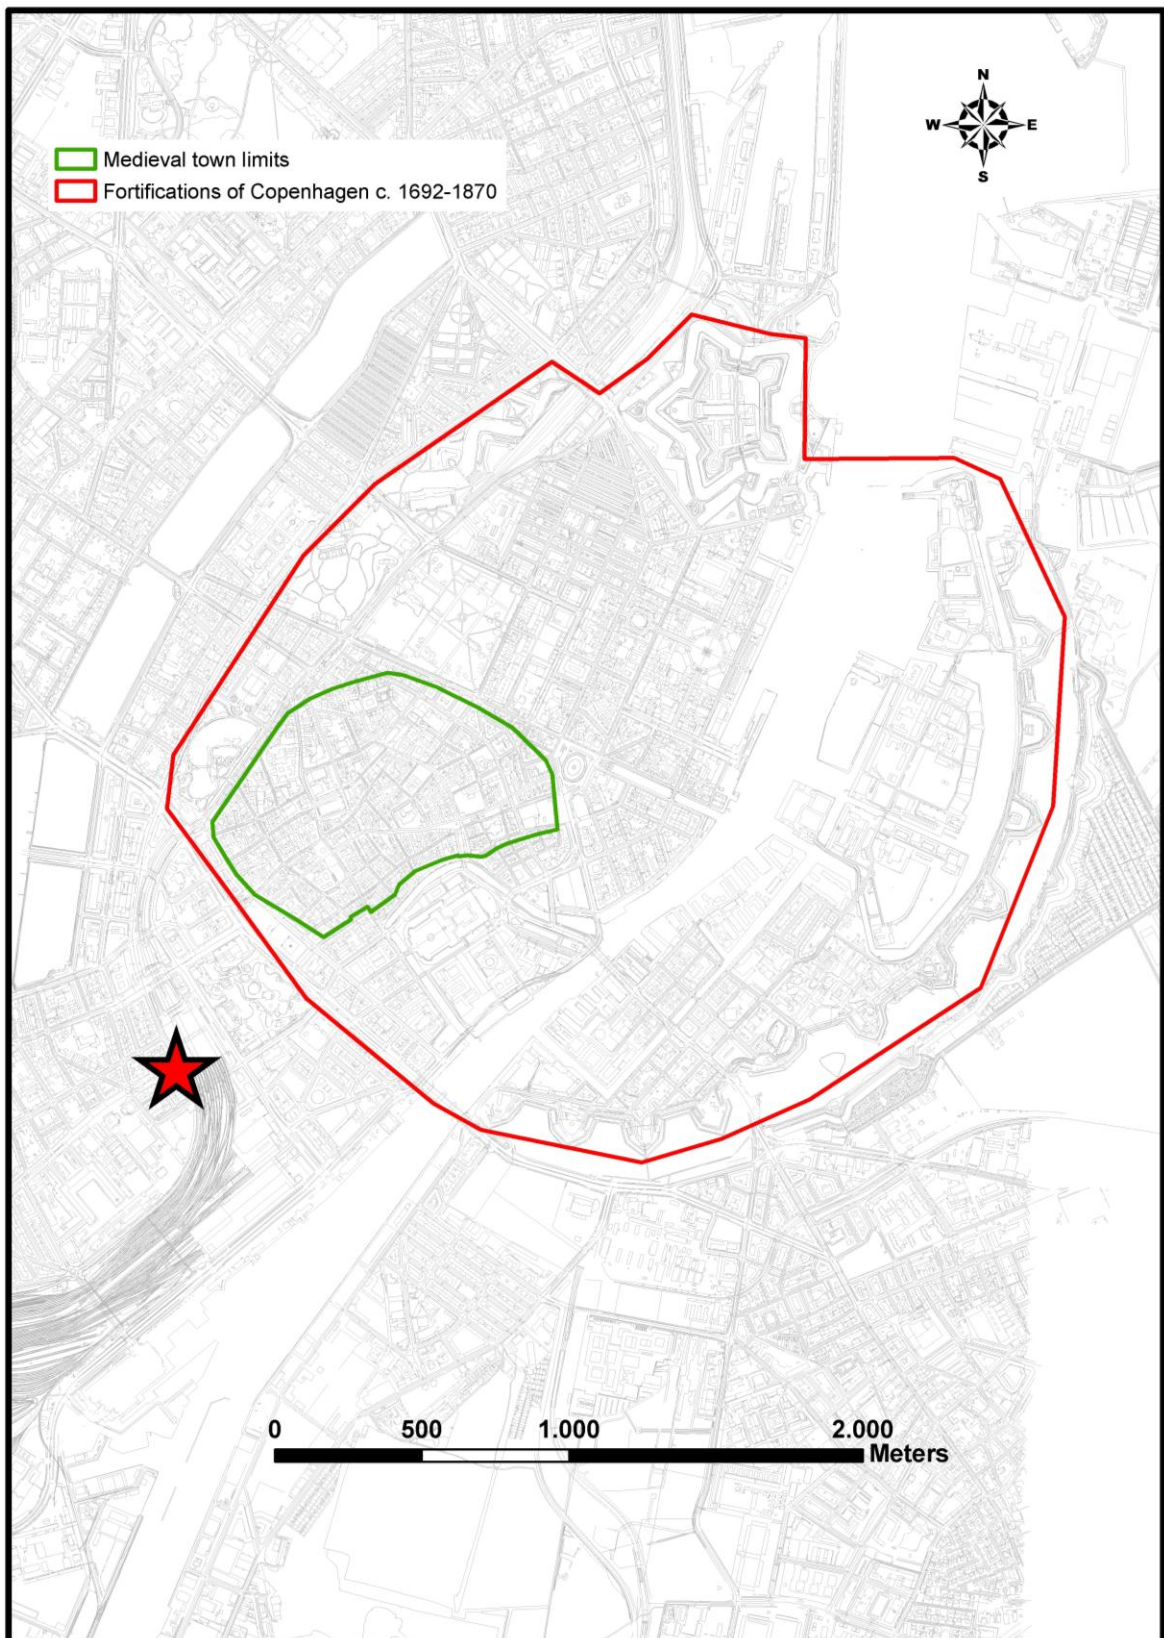 N
W E
S
Medieval town limits
Fortifications of Copenhagen c. 1692-1870
0 500 1.000 2.000
Meters